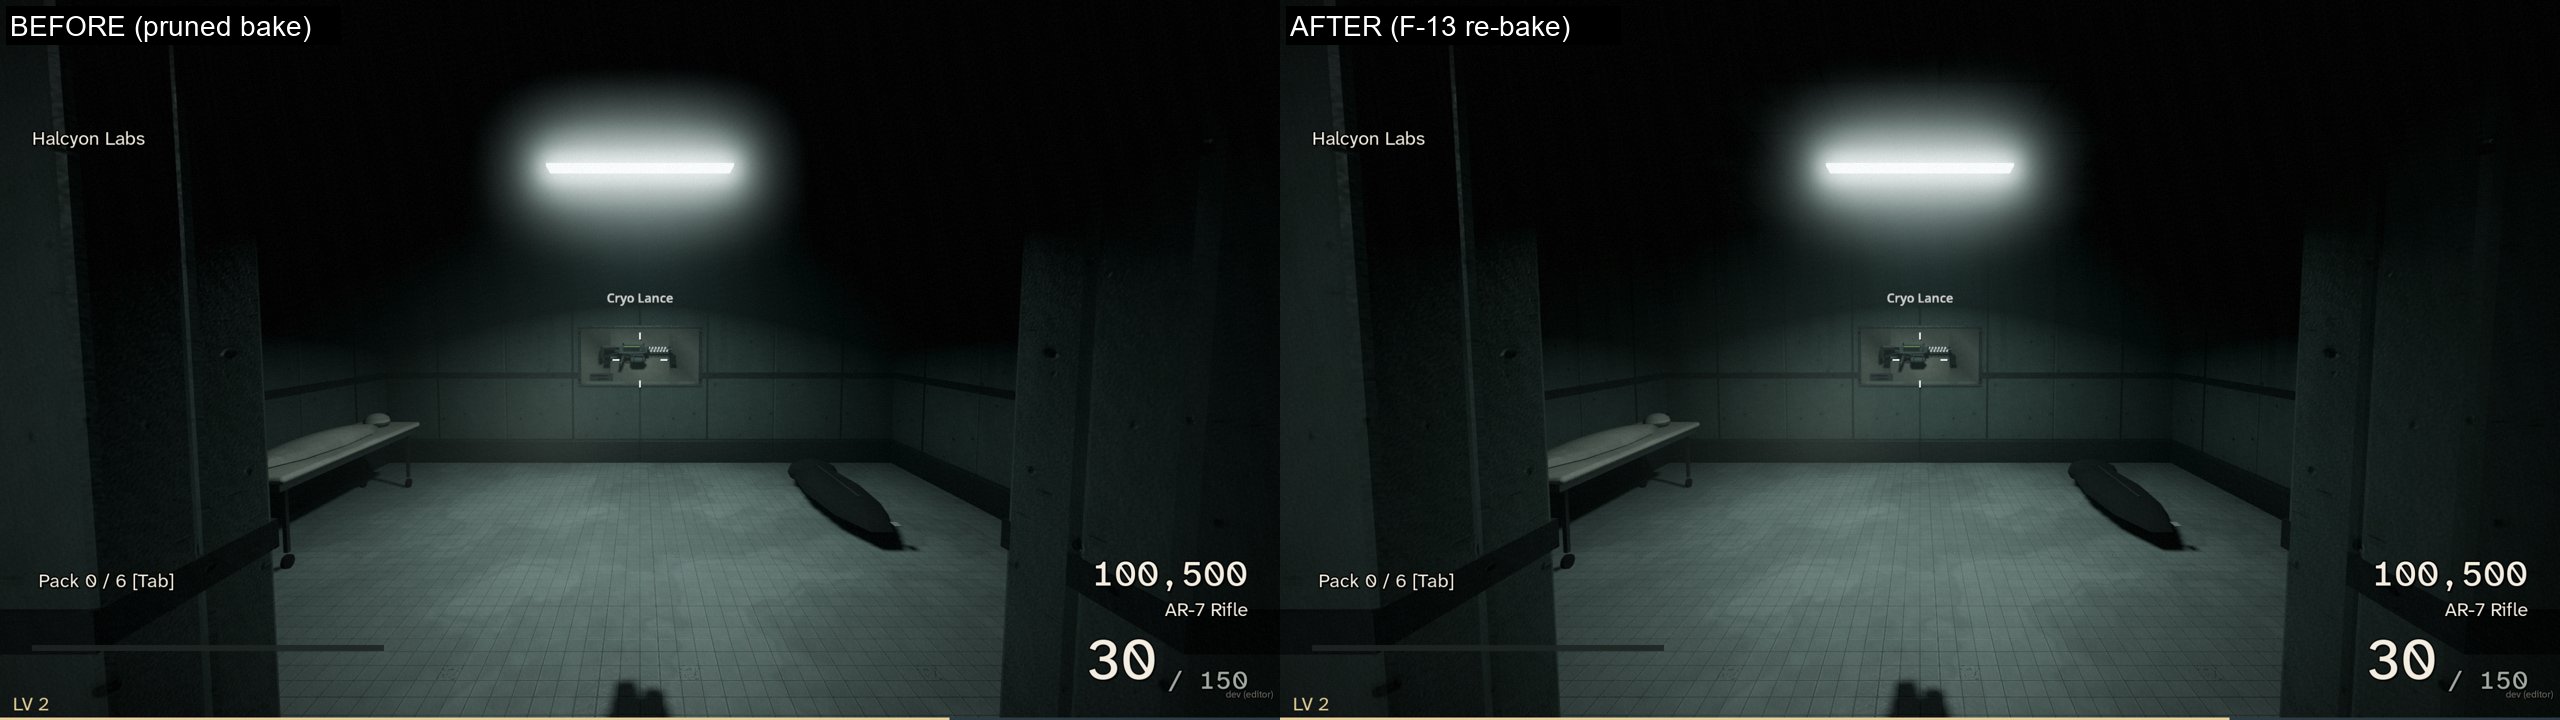 BEFORE (pruned bake)
Halcyon Labs
Cryo Lance
Pack 0 / 6 [Tab]
100,500
AR-7 Rifle
30 / 150
dev (editor)
LV 2
AFTER (F-13 re-bake)
Halcyon Labs
Cryo Lance
Pack 0 / 6 [Tab]
100,500
AR-7 Rifle
30 / 150
dev (editor)
LV 2